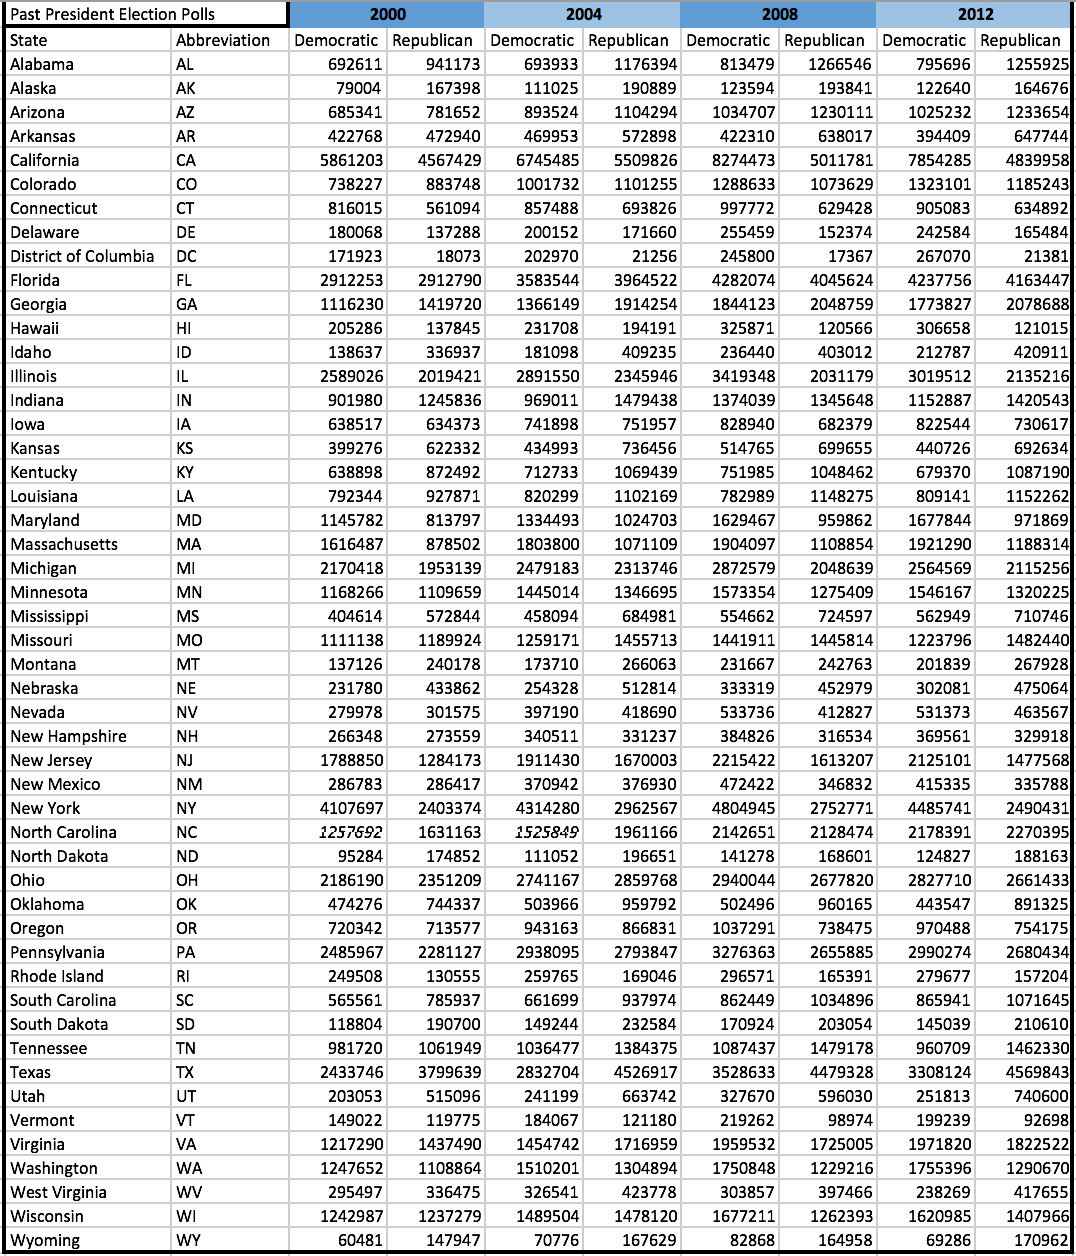 Past President Election Polls 2000 2004 2008 2012
State Abbreviation Democratic Republican Democratic Republican Democratic Republican Democratic Republican
Alabama AL 692611 941173 693933 1176394 813479 1266546 795696 1255925
Alaska AK 79004 167398 111025 190889 123594 193841 122640 164676
Arizona AZ 685341 781652 893524 1104294 1034707 1230111 1025232 1233654
Arkansas AR 422768 472940 469953 572898 422310 638017 394409 647744
California CA 5861203 4567429 6745485 5509826 8274473 5011781 7854285 4839958
Colorado CO 738227 883748 1001732 1101255 1288633 1073629 1323101 1185243
Connecticut CT 816015 561094 857488 693826 997772 629428 905083 634892
Delaware DE 180068 137288 200152 171660 255459 152374 242584 165484
District of Columbia DC 171923 18073 202970 21256 245800 17367 267070 21381
Florida FL 2912253 2912790 3583544 3964522 4282074 4045624 4237756 4163447
Georgia GA 1116230 1419720 1366149 1914254 1844123 2048759 1773827 2078688
Hawaii HI 205286 137845 231708 194191 325871 120566 306658 121015
Idaho ID 138637 336937 181098 409235 236440 403012 212787 420911
Illinois IL 2589026 2019421 2891550 2345946 3419348 2031179 3019512 2135216
Indiana IN 901980 1245836 969011 1479438 1374039 1345648 1152887 1420543
Iowa IA 638517 634373 741898 751957 828940 682379 822544 730617
Kansas KS 399276 622332 434993 736456 514765 699655 440726 692634
Kentucky KY 638898 872492 712733 1069439 751985 1048462 679370 1087190
Louisiana LA 792344 927871 820299 1102169 782989 1148275 809141 1152262
Maryland MD 1145782 813797 1334493 1024703 1629467 959862 1677844 971869
Massachusetts MA 1616487 878502 1803800 1071109 1904097 1108854 1921290 1188314
Michigan MI 2170418 1953139 2479183 2313746 2872579 2048639 2564569 2115256
Minnesota MN 1168266 1109659 1445014 1346695 1573354 1275409 1546167 1320225
Mississippi MS 404614 572844 458094 684981 554662 724597 562949 710746
Missouri MO 1111138 1189924 1259171 1455713 1441911 1445814 1223796 1482440
Montana MT 137126 240178 173710 266063 231667 242763 201839 267928
Nebraska NE 231780 433862 254328 512814 333319 452979 302081 475064
Nevada NV 279978 301575 397190 418690 533736 412827 531373 463567
New Hampshire NH 266348 273559 340511 331237 384826 316534 369561 329918
New Jersey NJ 1788850 1284173 1911430 1670003 2215422 1613207 2125101 1477568
New Mexico NM 286783 286417 370942 376930 472422 346832 415335 335788
New York NY 4107697 2403374 4314280 2962567 4804945 2752771 4485741 2490431
North Carolina NC 1257692 1631163 1525849 1961166 2142651 2128474 2178391 2270395
North Dakota ND 95284 174852 111052 196651 141278 168601 124827 188163
Ohio OH 2186190 2351209 2741167 2859768 2940044 2677820 2827710 2661433
Oklahoma OK 474276 744337 503966 959792 502496 960165 443547 891325
Oregon OR 720342 713577 943163 866831 1037291 738475 970488 754175
Pennsylvania PA 2485967 2281127 2938095 2793847 3276363 2655885 2990274 2680434
Rhode Island RI 249508 130555 259765 169046 296571 165391 279677 157204
South Carolina SC 565561 785937 661699 937974 862449 1034896 865941 1071645
South Dakota SD 118804 190700 149244 232584 170924 203054 145039 210610
Tennessee TN 981720 1061949 1036477 1384375 1087437 1479178 960709 1462330
Texas TX 2433746 3799639 2832704 4526917 3528633 4479328 3308124 4569843
Utah UT 203053 515096 241199 663742 327670 596030 251813 740600
Vermont VT 149022 119775 184067 121180 219262 98974 199239 92698
Virginia VA 1217290 1437490 1454742 1716959 1959532 1725005 1971820 1822522
Washington WA 1247652 1108864 1510201 1304894 1750848 1229216 1755396 1290670
West Virginia WV 295497 336475 326541 423778 303857 397466 238269 417655
Wisconsin WI 1242987 1237279 1489504 1478120 1677211 1262393 1620985 1407966
Wyoming WY 60481 147947 70776 167629 82868 164958 69286 170962